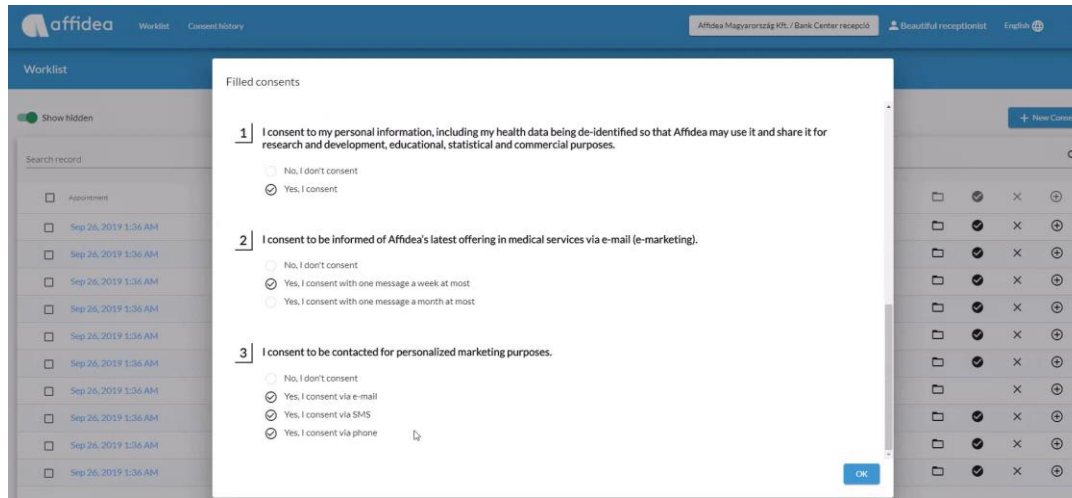 affidea
Worklist
Consent history
Affidea Magyarország Kft. / Bank Center recepció
Beautiful receptionist
English
Worklist
Filled consents
Show hidden
+ New Conse
Search record
1 I consent to my personal information, including my health data being de-identified so that Affidea may use it and share it for
research and development, educational, statistical and commercial purposes.
No, I don't consent
Yes, I consent
2 I consent to be informed of Affidea's latest offering in medical services via e-mail (e-marketing).
No, I don't consent
Yes, I consent with one message a week at most
Yes, I consent with one message a month at most
3 I consent to be contacted for personalized marketing purposes.
No, I don't consent
Yes, I consent via e-mail
Yes, I consent via SMS
Yes, I consent via phone
OK
Appointment
Sep 26, 2019 1:36 AM
Sep 26, 2019 1:36 AM
Sep 26, 2019 1:36 AM
Sep 26, 2019 1:36 AM
Sep 26, 2019 1:36 AM
Sep 26, 2019 1:36 AM
Sep 26, 2019 1:36 AM
Sep 26, 2019 1:36 AM
Sep 26, 2019 1:36 AM
Sep 26, 2019 1:36 AM